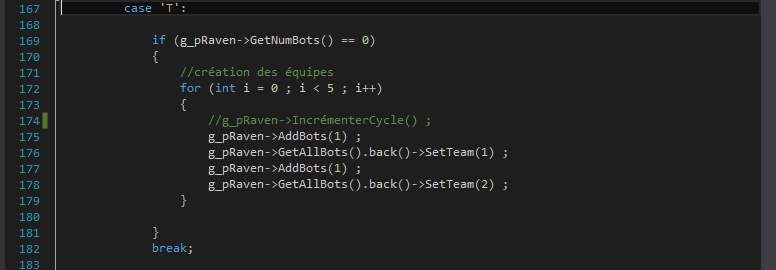 167 case 'T':
168
169 if (g_pRaven->GetNumBots() == 0)
170 {
171 //création des équipes
172 for (int i = 0 ; i < 5 ; i++)
173 {
174 //g_pRaven->IncrémenterCycle() ;
175 g_pRaven->AddBots(1) ;
176 g_pRaven->GetAllBots().back()->SetTeam(1) ;
177 g_pRaven->AddBots(1) ;
178 g_pRaven->GetAllBots().back()->SetTeam(2) ;
179 }
180
181 }
182 break;
183